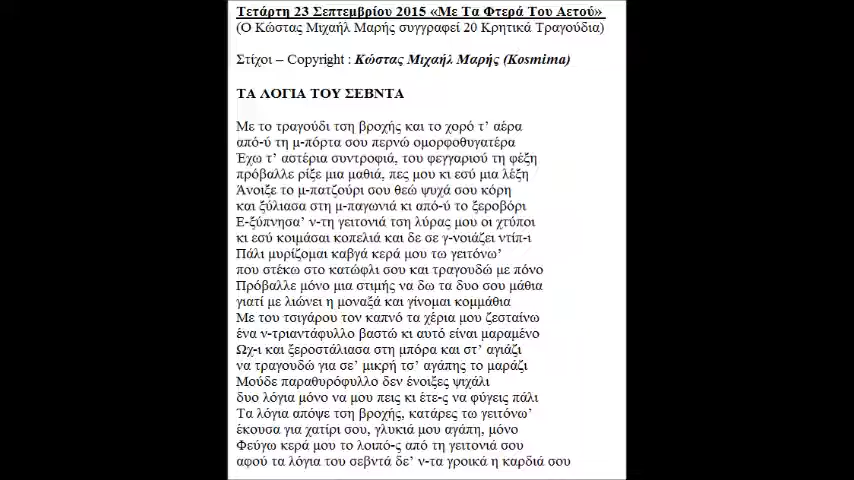 Τετάρτη 23 Σεπτεμβρίου 2015 «Με Τα Φτερά Του Αετού»
(Ο Κώστας Μιχαήλ Μαρής συγγραφεί 20 Κρητικά Τραγούδια)
Στίχοι – Copyright : Κώστας Μιχαήλ Μαρής (Kosmima)
ΤΑ ΛΟΓΙΑ ΤΟΥ ΣΕΒΝΤΑ
Με το τραγούδι τση βροχής και το χορό τ’ αέρα
από-ύ τη μ-πόρτα σου περνώ ομορφοθυγατέρα
Έχω τ’ αστέρια συντροφιά, του φεγγαριού τη φέξη
πρόβαλλε ρίξε μια μαθιά, πες μου κι εσύ μια λέξη
Άνοιξε το μ-πατζούρι σου θεώ ψυχά σου κόρη
και ξύλιασα στη μ-παγωνιά κι από-ύ το ξεροβόρι
Ε-ξύπνησα’ ν-τη γειτονιά τση λύρας μου οι χτύποι
κι εσύ κοιμάσαι κοπελιά και δε σε γ-νοιάζει ντίπ-ι
Πάλι μυρίζομαι καβγά κερά μου τω γειτόνω’
που στέκω στο κατώφλι σου και τραγουδώ με πόνο
Πρόβαλλε μόνο μια στιμής να δω τα δυο σου μάθια
γιατί με λιώνει η μοναξά και γίνομαι κομμάθια
Με του τσιγάρου τον καπνό τα χέρια μου ζεσταίνω
ένα ν-τριαντάφυλλο βαστώ κι αυτό είναι μαραμένο
Ωχ-ι και ξεροστάλιασα στη μπόρα και στ’ αγιάζι
να τραγουδώ για σε’ μικρή τσ’ αγάπης το μαράζι
Μούδε παραθυρόφυλλο δεν ένοιξες ψιχάλι
δυο λόγια μόνο να μου πεις κι έτε-ς να φύγεις πάλι
Τα λόγια απόψε τση βροχής, κατάρες τω γειτόνω’
έκουσα για χατίρι σου, γλυκιά μου αγάπη, μόνο
Φεύγω κερά μου το λοιπό-ς από τη γειτονιά σου
αφού τα λόγια του σεβντά δε’ ν-τα γροικά η καρδιά σου